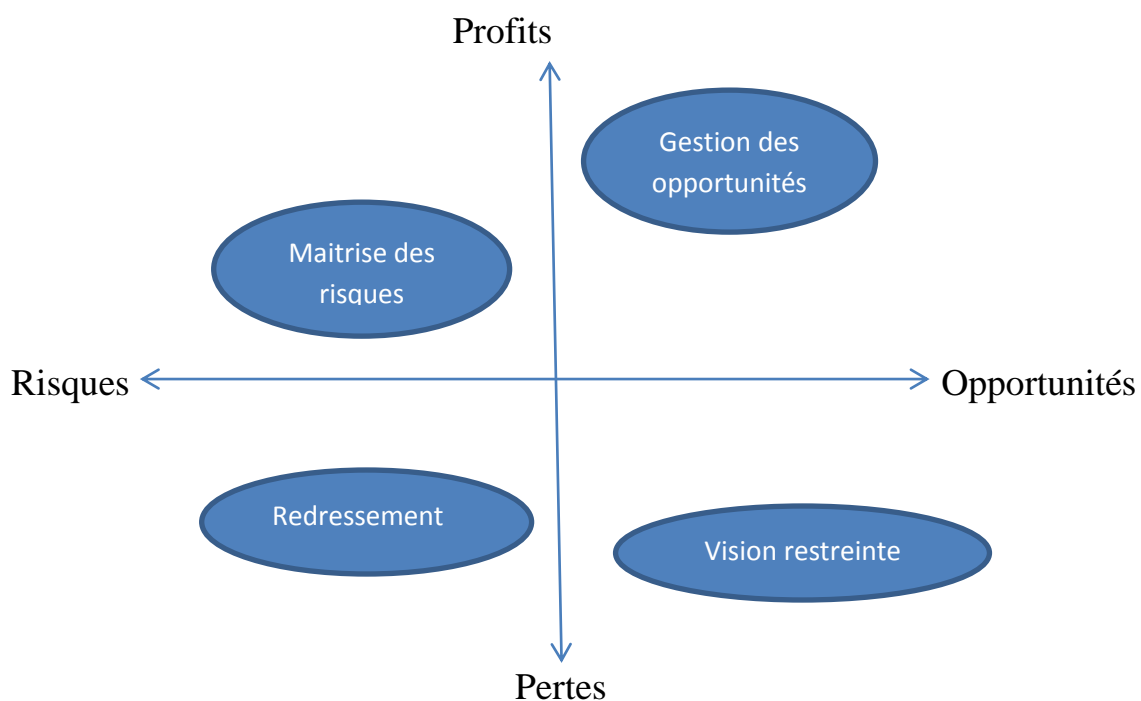 Profits
Gestion des
opportunités
Maitrise des
risques
Risques
Opportunités
Redressement
Vision restreinte
Pertes